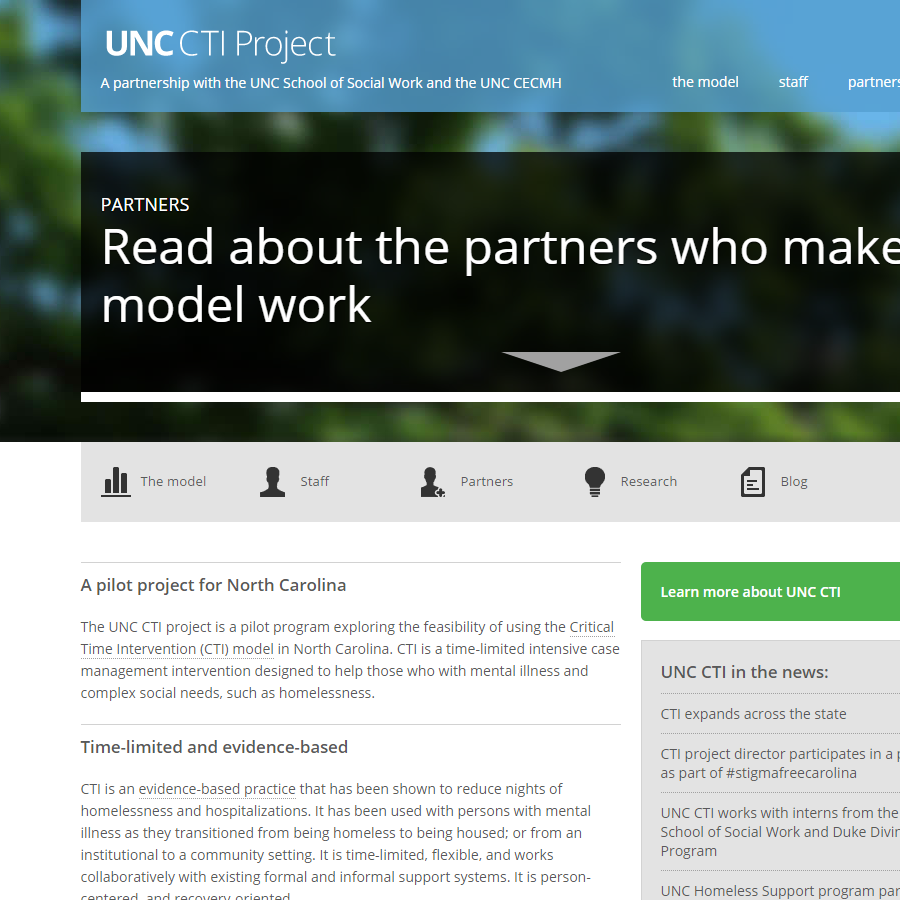 UNC CTI Project
A partnership with the UNC School of Social Work and the UNC CECMH
the model staff partners
PARTNERS
Read about the partners who make
model work
The model Staff Partners Research Blog
A pilot project for North Carolina
The UNC CTI project is a pilot program exploring the feasibility of using the Critical
Time Intervention (CTI) model in North Carolina. CTI is a time-limited intensive case
management intervention designed to help those who with mental illness and
complex social needs, such as homelessness.
Time-limited and evidence-based
CTI is an evidence-based practice that has been shown to reduce nights of
homelessness and hospitalizations. It has been used with persons with mental
illness as they transitioned from being homeless to being housed; or from an
institutional to a community setting. It is time-limited, flexible, and works
collaboratively with existing formal and informal support systems. It is person-
centered, and recovery oriented.
Learn more about UNC CTI
UNC CTI in the news:
CTI expands across the state
CTI project director participates in a
as part of #stigmafreecarolina
UNC CTI works with interns from the
School of Social Work and Duke
Program
UNC Homeless Support program